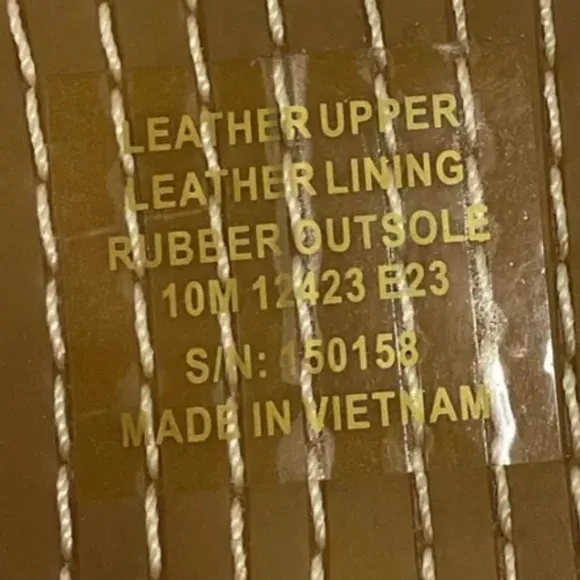 LEATHER UPPER
LEATHER LINING
RUBBER OUTSOLE
10M 12423 E23
S/N: 150158
MADE IN VIETNAM